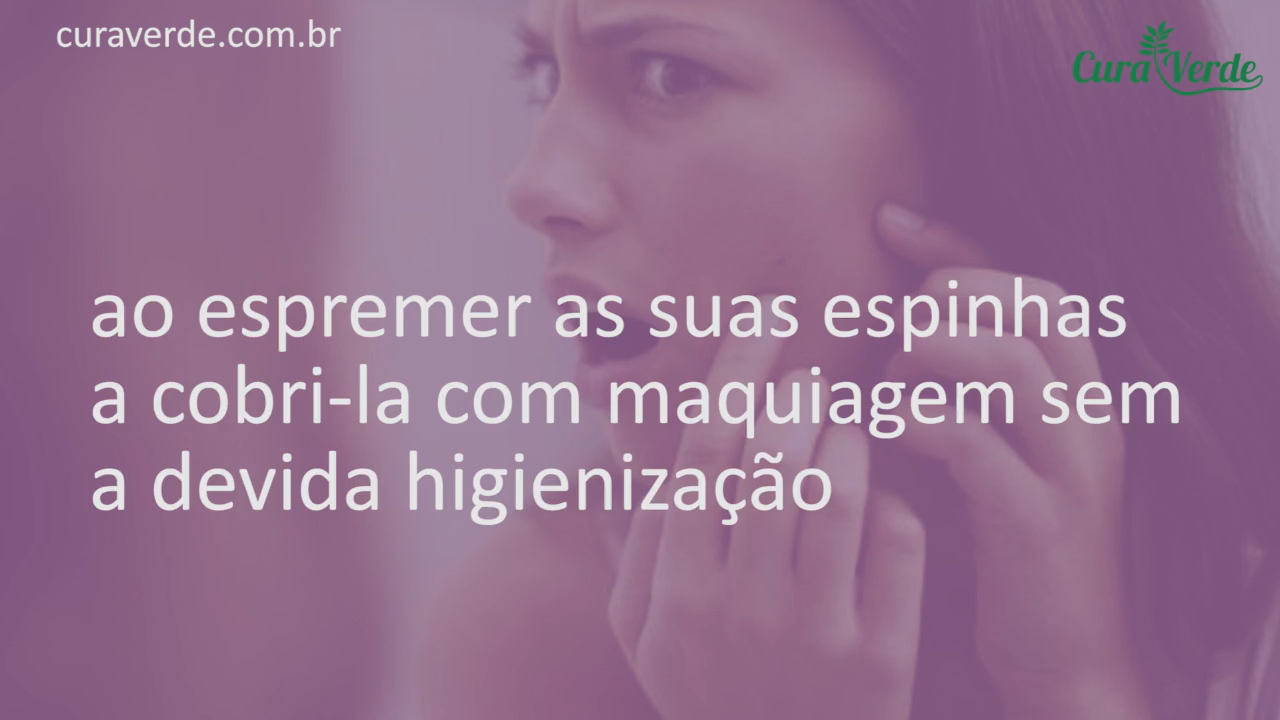 curaverde.com.br
Cura Verde
ao espremer as suas espinhas
a cobri-la com maquiagem sem
a devida higienização